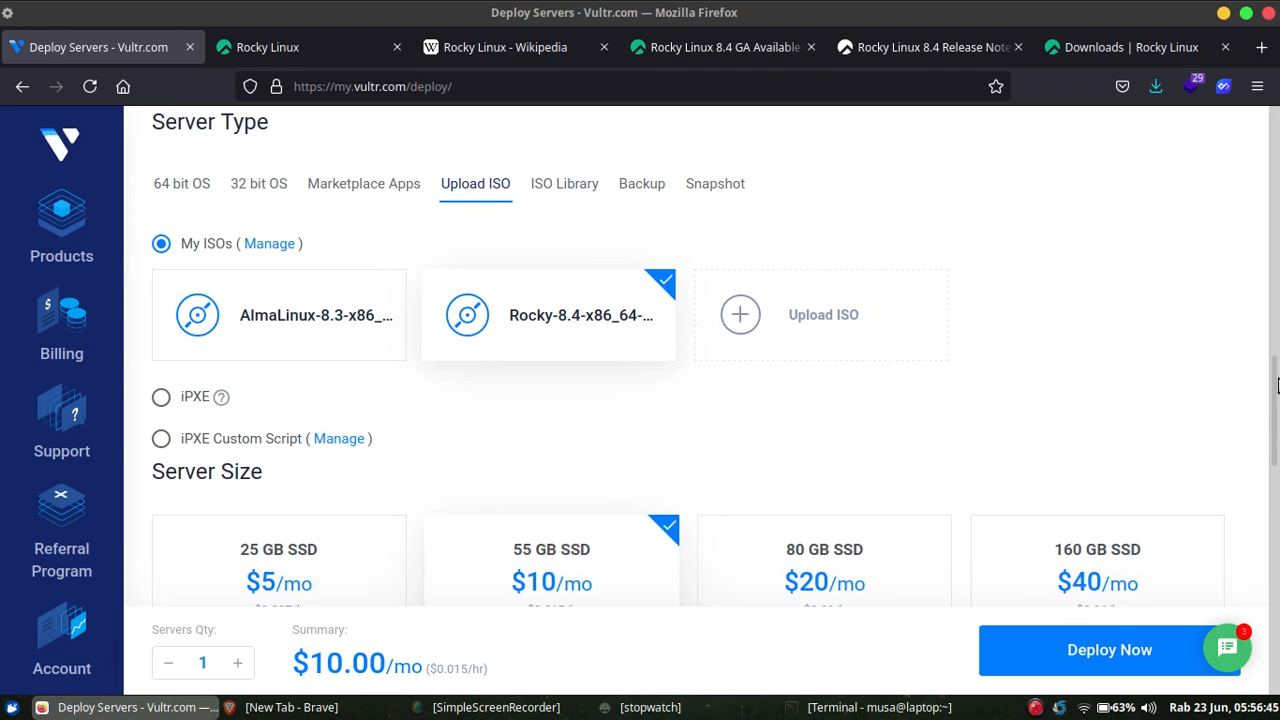 Deploy Servers - Vultr.com — Mozilla Firefox
Deploy Servers - Vultr.com
Rocky Linux
Rocky Linux - Wikipedia
Rocky Linux 8.4 GA Available
Rocky Linux 8.4 Release Note
Downloads | Rocky Linux
https://my.vultr.com/deploy/
29
Server Type
64 bit OS
32 bit OS
Marketplace Apps
Upload ISO
ISO Library
Backup
Snapshot
My ISOs ( Manage )
AlmaLinux-8.3-x86_...
Rocky-8.4-x86_64-...
Upload ISO
iPXE ?
iPXE Custom Script ( Manage )
Server Size
25 GB SSD
$5/mo
55 GB SSD
$10/mo
80 GB SSD
$20/mo
160 GB SSD
$40/mo
Products
Billing
Support
Referral
Program
Account
Servers Qty:
− 1 +
Summary:
$10.00/mo ($0.015/hr)
Deploy Now
3
Deploy Servers - Vultr.com —...
[New Tab - Brave]
[SimpleScreenRecorder]
[stopwatch]
[Terminal - musa@laptop:~]
63%
Rab 23 Jun, 05:56:45